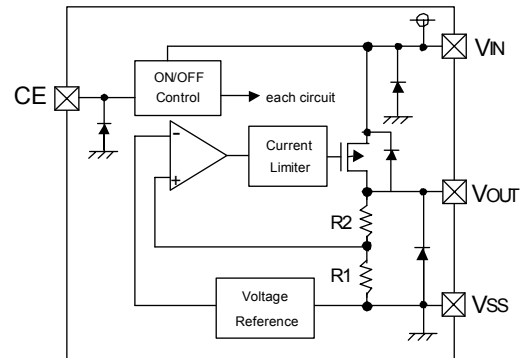 VIN
ON/OFF
Control
CE
each circuit
-
Current
Limiter
+
VOUT
R2
R1
Voltage
Reference
VSS